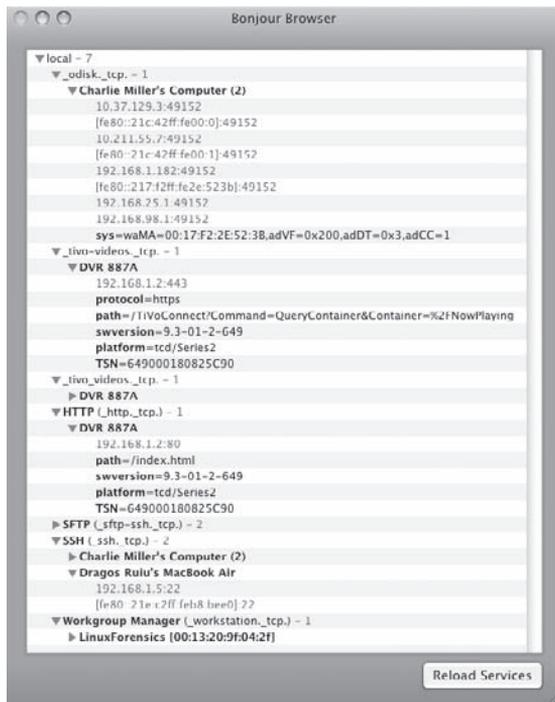 Bonjour Browser
local – 7
_odisk._tcp. – 1
Charlie Miller's Computer (2)
10.37.129.3:49152
[fe80::21c:42ff:fe00:0]:49152
10.211.55.7:49152
[fe80::21c:42ff:fe00:1]:49152
192.168.1.182:49152
[fe80::217:f2ff:fe2e:523b]:49152
192.168.25.1:49152
192.168.98.1:49152
sys=waMA=00:17:F2:2E:52:3B,adVF=0x200,adDT=0x3,adCC=1
_tivo-videos._tcp. – 1
DVR 887A
192.168.1.2:443
protocol=https
path=/TiVoConnect?Command=QueryContainer&Container=%2FNowPlaying
swversion=9.3-01-2-649
platform=tcd/Series2
TSN=649000180825C90
_tivo_videos._tcp. – 1
DVR 887A
HTTP (_http._tcp.) – 1
DVR 887A
192.168.1.2:80
path=/index.html
swversion=9.3-01-2-649
platform=tcd/Series2
TSN=649000180825C90
SFTP (_sftp-ssh._tcp.) – 2
SSH (_ssh._tcp.) – 2
Charlie Miller's Computer (2)
Dragos Ruiu's MacBook Air
192.168.1.5:22
[fe80::21e:c2ff:feb8:bee0]:22
Workgroup Manager (_workstation._tcp.) – 1
LinuxForensics [00:13:20:9f:04:2f]
Reload Services